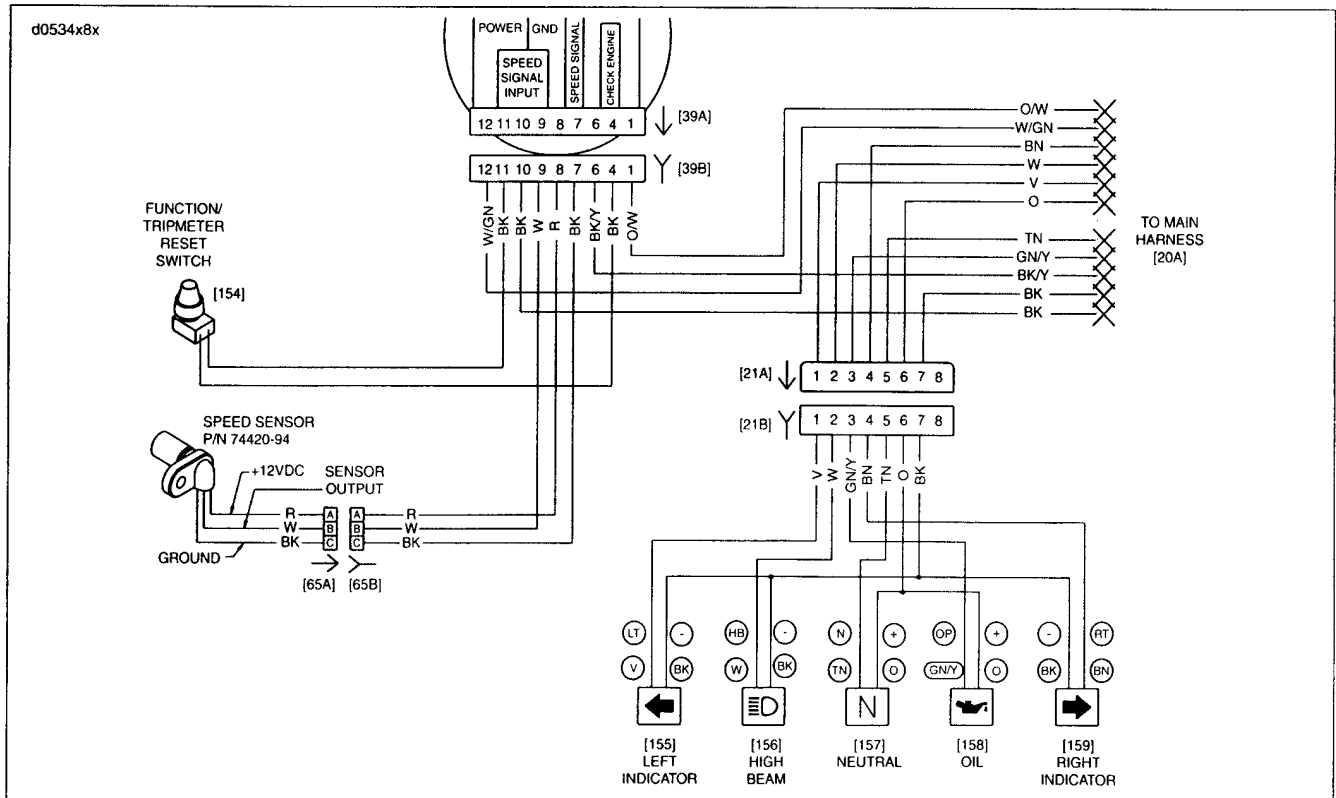 d0534x8x
POWER GND
SPEED SIGNAL INPUT
SPEED SIGNAL
CHECK ENGINE
12 11 10 9 8 7 6 4 1
[39A]
12 11 10 9 8 7 6 4 1
[39B]
W/GN BK BK W R BK BK/Y BK O/W
O/W
W/GN
BN
W
V
O
TN
GN/Y
BK/Y
BK
BK
TO MAIN
HARNESS
[20A]
FUNCTION/
TRIPMETER
RESET
SWITCH
[154]
SPEED SENSOR
P/N 74420-94
+12VDC
SENSOR
OUTPUT
R A A R
W B B W
BK C C BK
GROUND
[65A] [65B]
[21A]
1 2 3 4 5 6 7 8
[21B]
1 2 3 4 5 6 7 8
V W GN/Y BN TN O BK
LT - HB - N + OP + - RT
V BK W BK TN O GN/Y O BK BN
N
[155]
LEFT
INDICATOR
[156]
HIGH
BEAM
[157]
NEUTRAL
[158]
OIL
[159]
RIGHT
INDICATOR